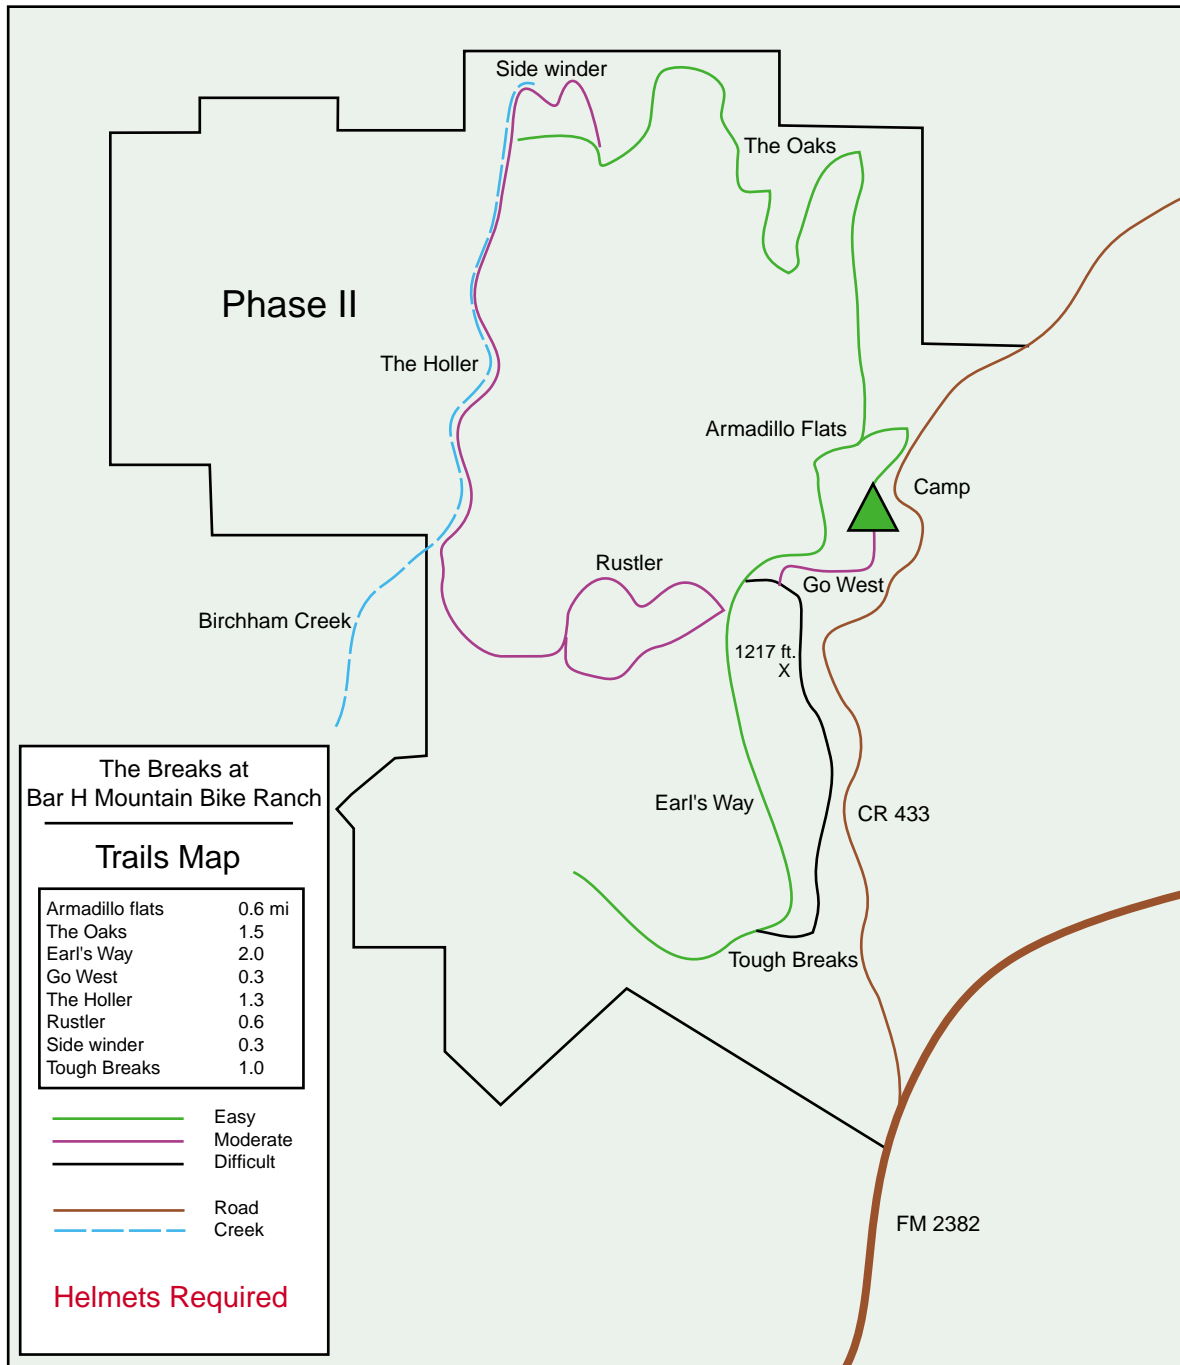 Side winder
The Oaks
Phase II
The Holler
Armadillo Flats
Camp
Rustler
Go West
Birchham Creek
1217 ft.
X
Earl's Way
CR 433
Tough Breaks
FM 2382
The Breaks at
Bar H Mountain Bike Ranch
Trails Map
Armadillo flats 0.6 mi
The Oaks 1.5
Earl's Way 2.0
Go West 0.3
The Holler 1.3
Rustler 0.6
Side winder 0.3
Tough Breaks 1.0
Easy
Moderate
Difficult
Road
Creek
Helmets Required